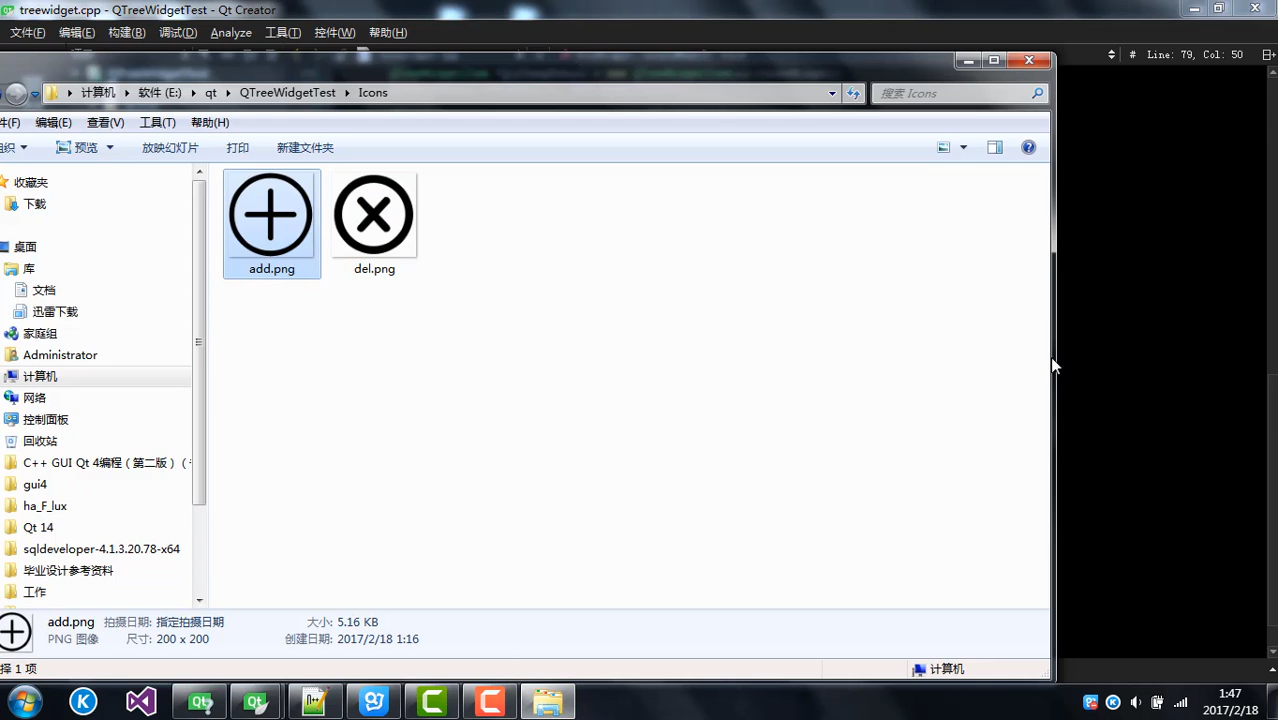 treewidget.cpp - QTreeWidgetTest - Qt Creator
文件(F) 编辑(E) 构建(B) 调试(D) Analyze 工具(T) 控件(W) 帮助(H)
# Line: 79, Col: 50
计算机 软件 (E:) qt QTreeWidgetTest Icons
搜索 Icons
件(F) 编辑(E) 查看(V) 工具(T) 帮助(H)
组织 预览 放映幻灯片 打印 新建文件夹
收藏夹
下载
桌面
库
文档
迅雷下载
家庭组
Administrator
计算机
网络
控制面板
回收站
C++ GUI Qt 4编程（第二版）（
gui4
ha_F_lux
Qt 14
sqldeveloper-4.1.3.20.78-x64
毕业设计参考资料
工作
add.png
del.png
add.png 拍摄日期: 指定拍摄日期 大小: 5.16 KB
PNG 图像 尺寸: 200 x 200 创建日期: 2017/2/18 1:16
择 1 项
计算机
1:47
2017/2/18